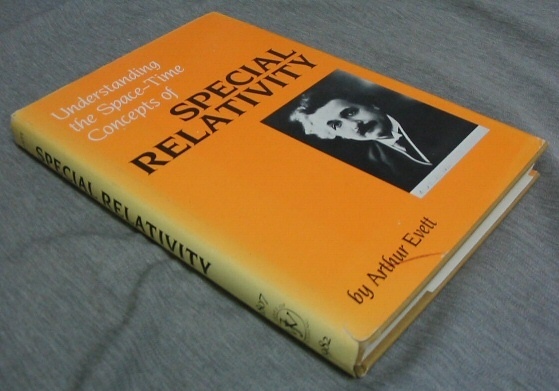 Understanding
the Space-Time
Concepts of
SPECIAL
RELATIVITY
by Arthur Evett
SPECIAL RELATIVITY